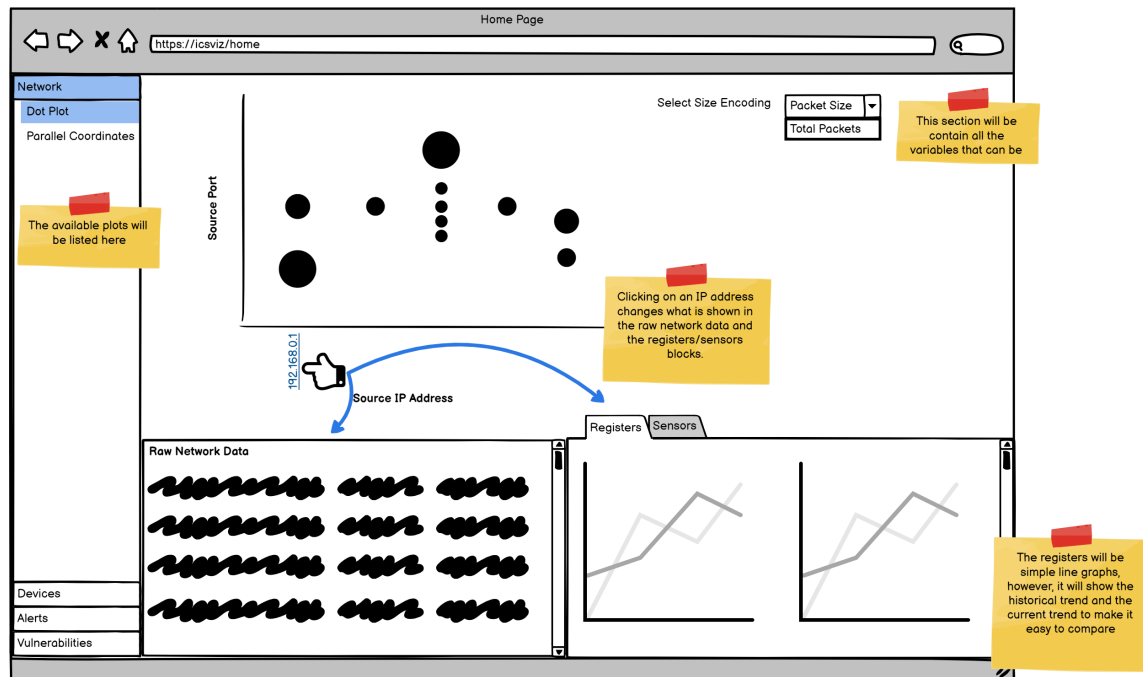 Home Page
https://icsviz/home
Network
Dot Plot
Parallel Coordinates
The available plots will
be listed here
Source Port
Select Size Encoding
Packet Size
Total Packets
This section will be
contain all the
variables that can be
Clicking on an IP address
changes what is shown in
the raw network data and
the registers/sensors
blocks.
192.168.0.1
Source IP Address
Raw Network Data
Registers
Sensors
The registers will be
simple line graphs,
however, it will show the
historical trend and the
current trend to make it
easy to compare
Devices
Alerts
Vulnerabilities